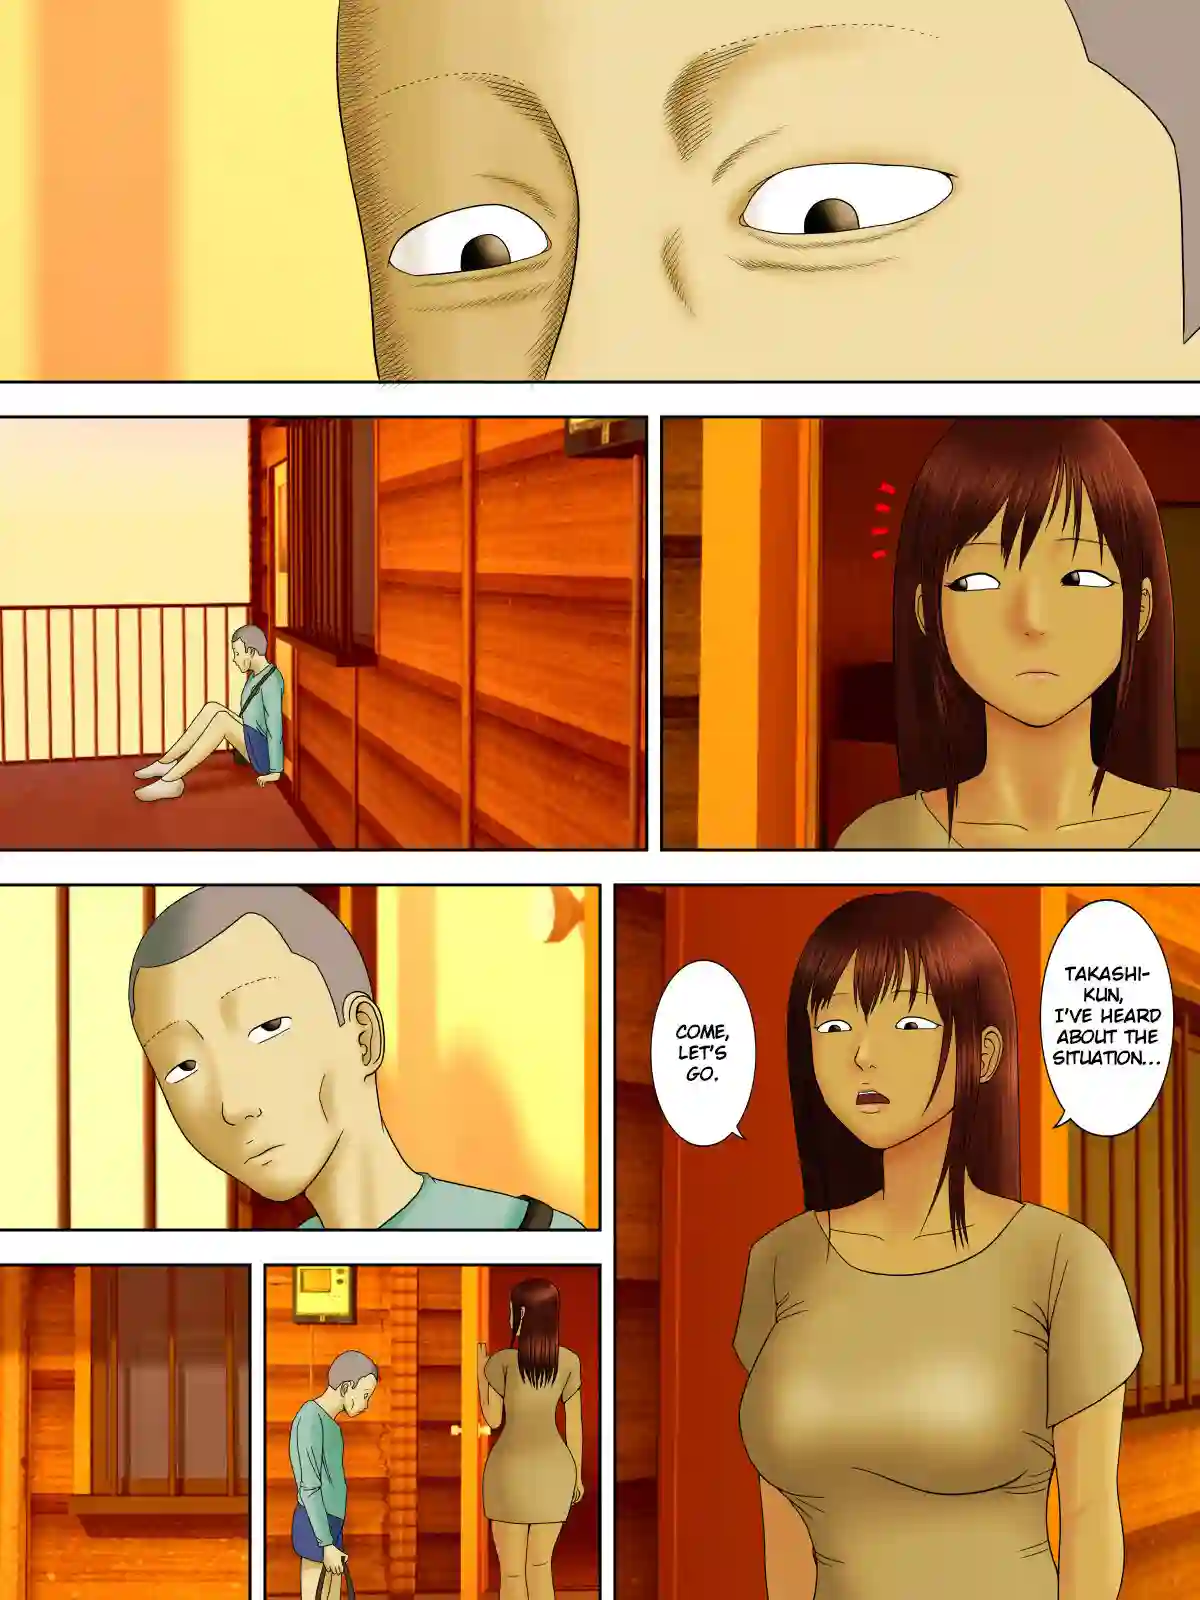 TAKASHI-
KUN,
I'VE HEARD
ABOUT THE
SITUATION...
COME,
LET'S
GO.